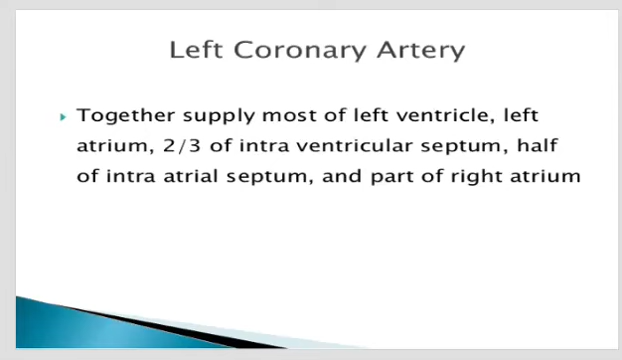 Left Coronary Artery
Together supply most of left ventricle, left
atrium, 2/3 of intra ventricular septum, half
of intra atrial septum, and part of right atrium